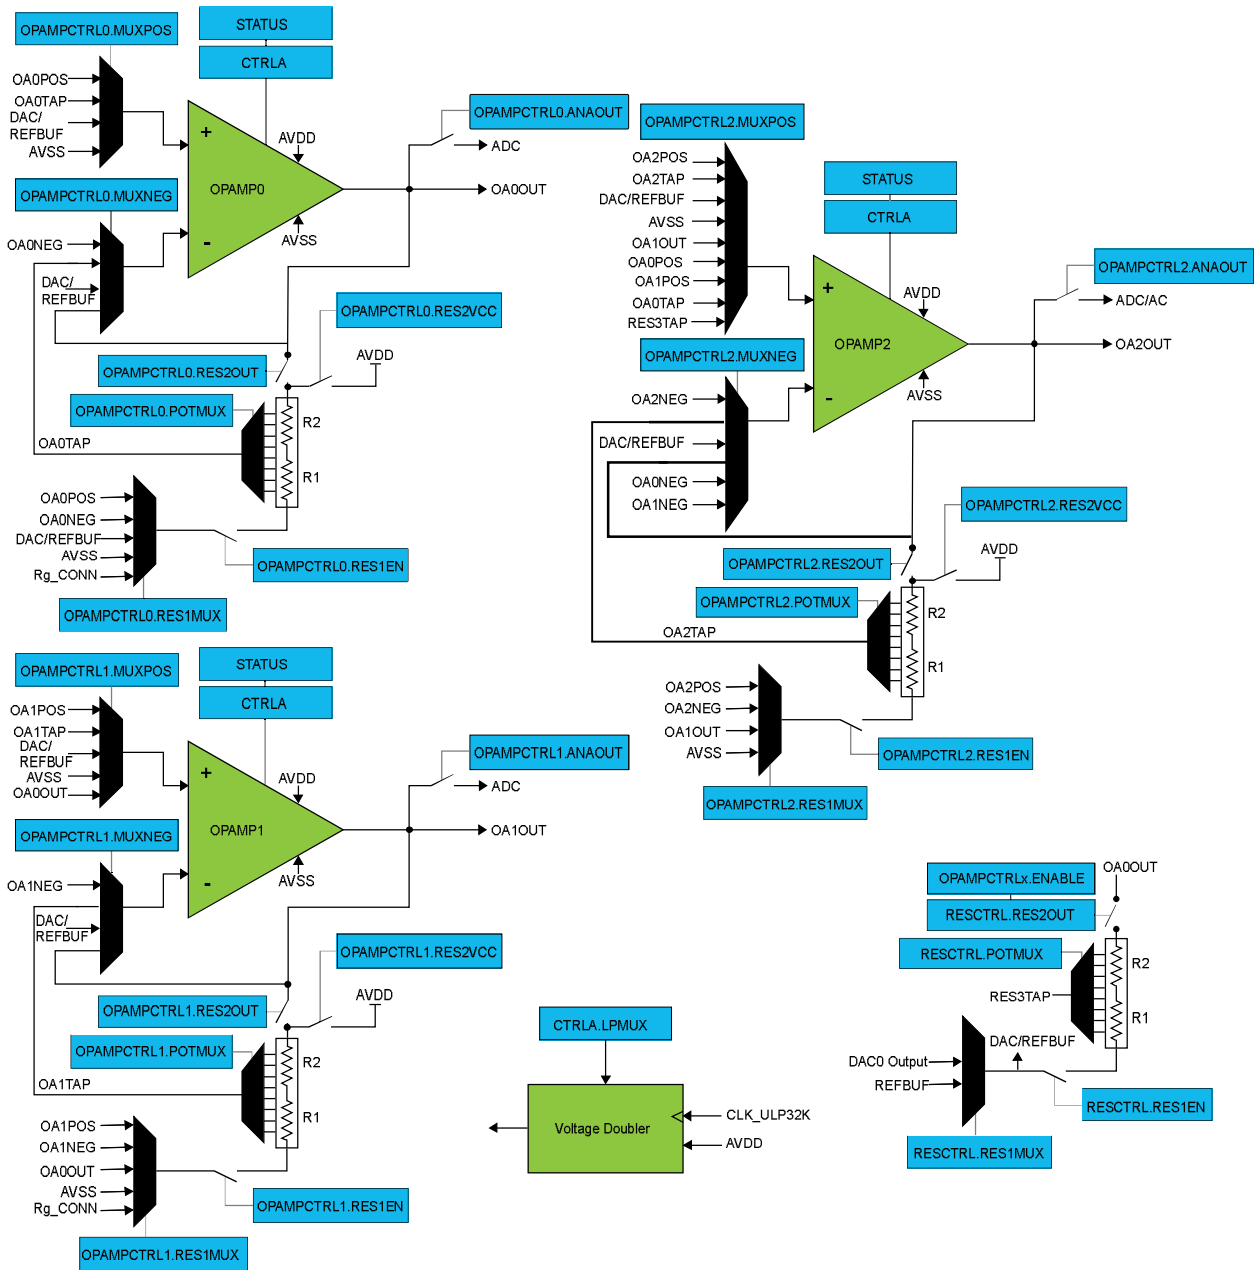 OPAMPCTRL0.MUXPOS
STATUS
CTRLA
OA0POS
OA0TAP
DAC/
REFBUF
AVSS
+
AVDD
OPAMPCTRL0.ANAOUT
ADC
OPAMP0
OA0OUT
OPAMPCTRL0.MUXNEG
-
AVSS
OA0NEG
DAC/
REFBUF
OPAMPCTRL0.RES2VCC
OPAMPCTRL0.RES2OUT
AVDD
OPAMPCTRL0.POTMUX
R2
OA0TAP
R1
OA0POS
OA0NEG
DAC/REFBUF
AVSS
Rg_CONN
OPAMPCTRL0.RES1EN
OPAMPCTRL0.RES1MUX
OPAMPCTRL2.MUXPOS
OA2POS
OA2TAP
DAC/REFBUF
AVSS
OA1OUT
OA0POS
OA1POS
OA0TAP
RES3TAP
STATUS
CTRLA
+
AVDD
OPAMPCTRL2.ANAOUT
ADC/AC
OPAMP2
OA2OUT
OPAMPCTRL2.MUXNEG
-
AVSS
OA2NEG
DAC/REFBUF
OA0NEG
OA1NEG
OPAMPCTRL2.RES2VCC
OPAMPCTRL2.RES2OUT
AVDD
OPAMPCTRL2.POTMUX
R2
OA2TAP
R1
OA2POS
OA2NEG
OA1OUT
AVSS
OPAMPCTRL2.RES1EN
OPAMPCTRL2.RES1MUX
OPAMPCTRL1.MUXPOS
STATUS
CTRLA
OA1POS
OA1TAP
DAC/
REFBUF
AVSS
OA0OUT
+
AVDD
OPAMPCTRL1.ANAOUT
ADC
OPAMP1
OA1OUT
OPAMPCTRL1.MUXNEG
-
AVSS
OA1NEG
DAC/
REFBUF
OPAMPCTRL1.RES2VCC
OPAMPCTRL1.RES2OUT
AVDD
OPAMPCTRL1.POTMUX
R2
OA1TAP
R1
OA1POS
OA1NEG
OA0OUT
AVSS
Rg_CONN
OPAMPCTRL1.RES1EN
OPAMPCTRL1.RES1MUX
CTRLA.LPMUX
Voltage Doubler
CLK_ULP32K
AVDD
OPAMPCTRLx.ENABLE
OA0OUT
RESCTRL.RES2OUT
RESCTRL.POTMUX
R2
RES3TAP
R1
DAC/REFBUF
DAC0 Output
REFBUF
RESCTRL.RES1EN
RESCTRL.RES1MUX